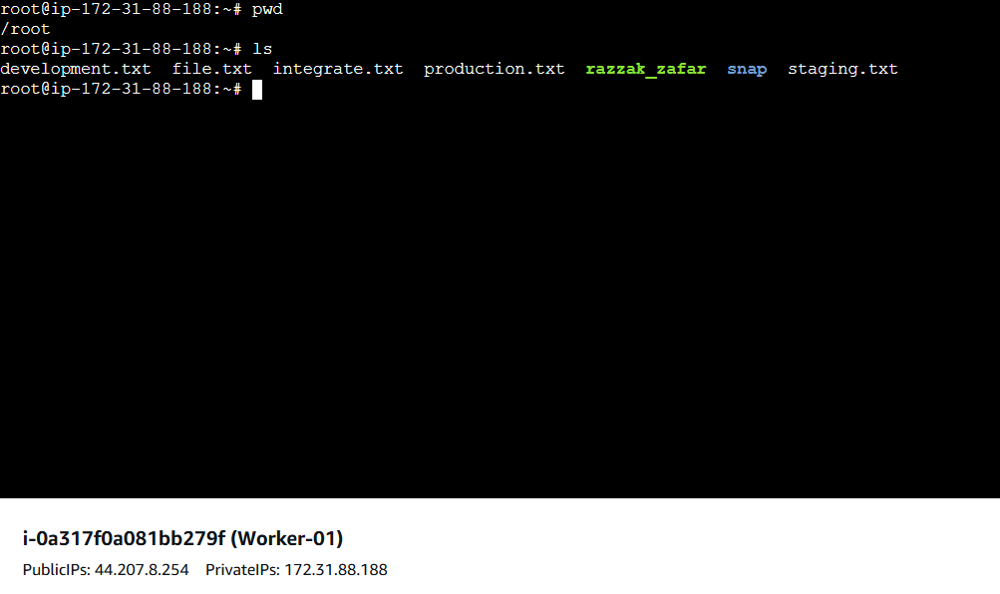 root@ip-172-31-88-188:~# pwd
/root
root@ip-172-31-88-188:~# ls
development.txt  file.txt  integrate.txt  production.txt  razzak_zafar  snap  staging.txt
root@ip-172-31-88-188:~#
i-0a317f0a081bb279f (Worker-01)
PublicIPs: 44.207.8.254    PrivateIPs: 172.31.88.188